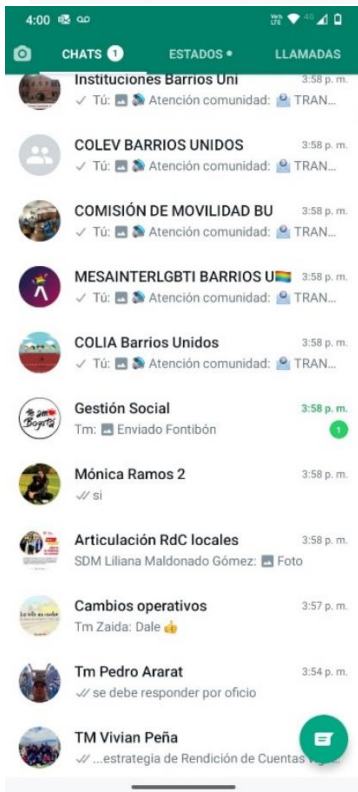 4:00
VoLTE 4G
CHATS 1 ESTADOS LLAMADAS
Instituciones Barrios Uni 3:58 p. m.
Tú: Atención comunidad: TRAN...
COLEV BARRIOS UNIDOS 3:58 p. m.
Tú: Atención comunidad: TRAN...
COMISIÓN DE MOVILIDAD BU 3:58 p. m.
Tú: Atención comunidad: TRAN...
MESAINTERLGBTI BARRIOS U🏳️‍🌈 3:58 p. m.
Tú: Atención comunidad: TRAN...
COLIA Barrios Unidos 3:58 p. m.
Tú: Atención comunidad: TRAN...
Gestión Social 3:58 p. m.
Tm: Enviado Fontibón 1
Mónica Ramos 2 3:58 p. m.
si
Articulación RdC locales 3:58 p. m.
SDM Liliana Maldonado Gómez: Foto
Cambios operativos 3:57 p. m.
Tm Zaida: Dale 👍
Tm Pedro Ararat 3:54 p. m.
se debe responder por oficio
TM Vivian Peña
...estrategia de Rendición de Cuentas